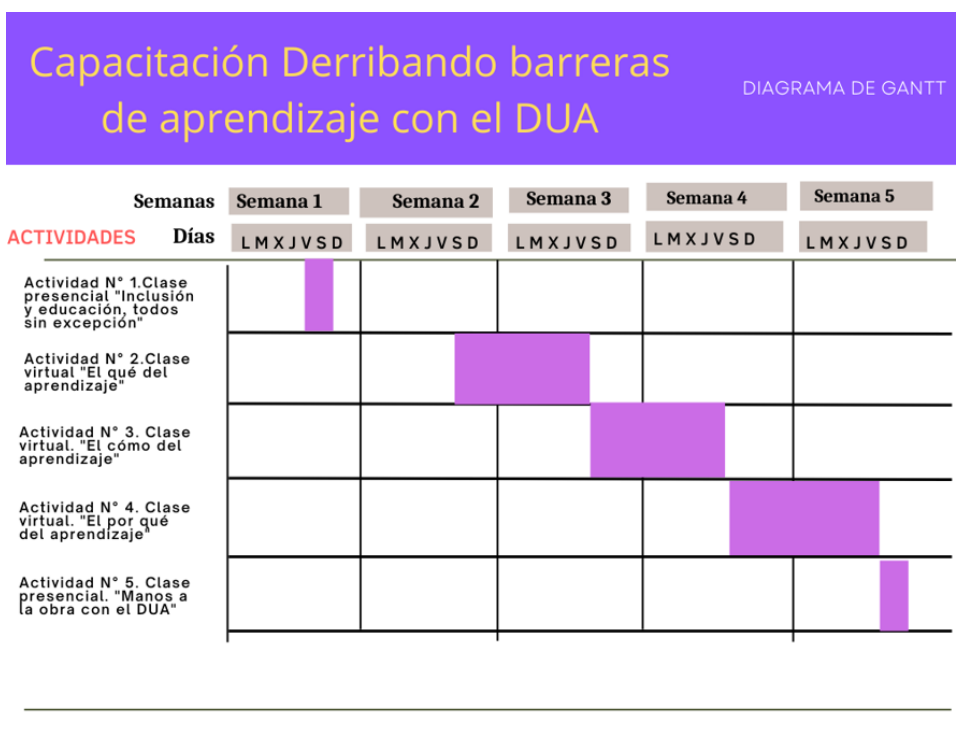 Capacitación Derribando barreras
de aprendizaje con el DUA
DIAGRAMA DE GANTT
Semanas Semana 1 Semana 2 Semana 3 Semana 4 Semana 5
ACTIVIDADES Días L M X J V S D L M X J V S D L M X J V S D L M X J V S D L M X J V S D
Actividad N° 1.Clase
presencial "Inclusión
y educación, todos
sin excepción"
Actividad N° 2.Clase
virtual "El qué del
aprendizaje"
Actividad N° 3. Clase
virtual. "El cómo del
aprendizaje"
Actividad N° 4. Clase
virtual. "El por qué
del aprendizaje"
Actividad N° 5. Clase
presencial. "Manos a
la obra con el DUA"